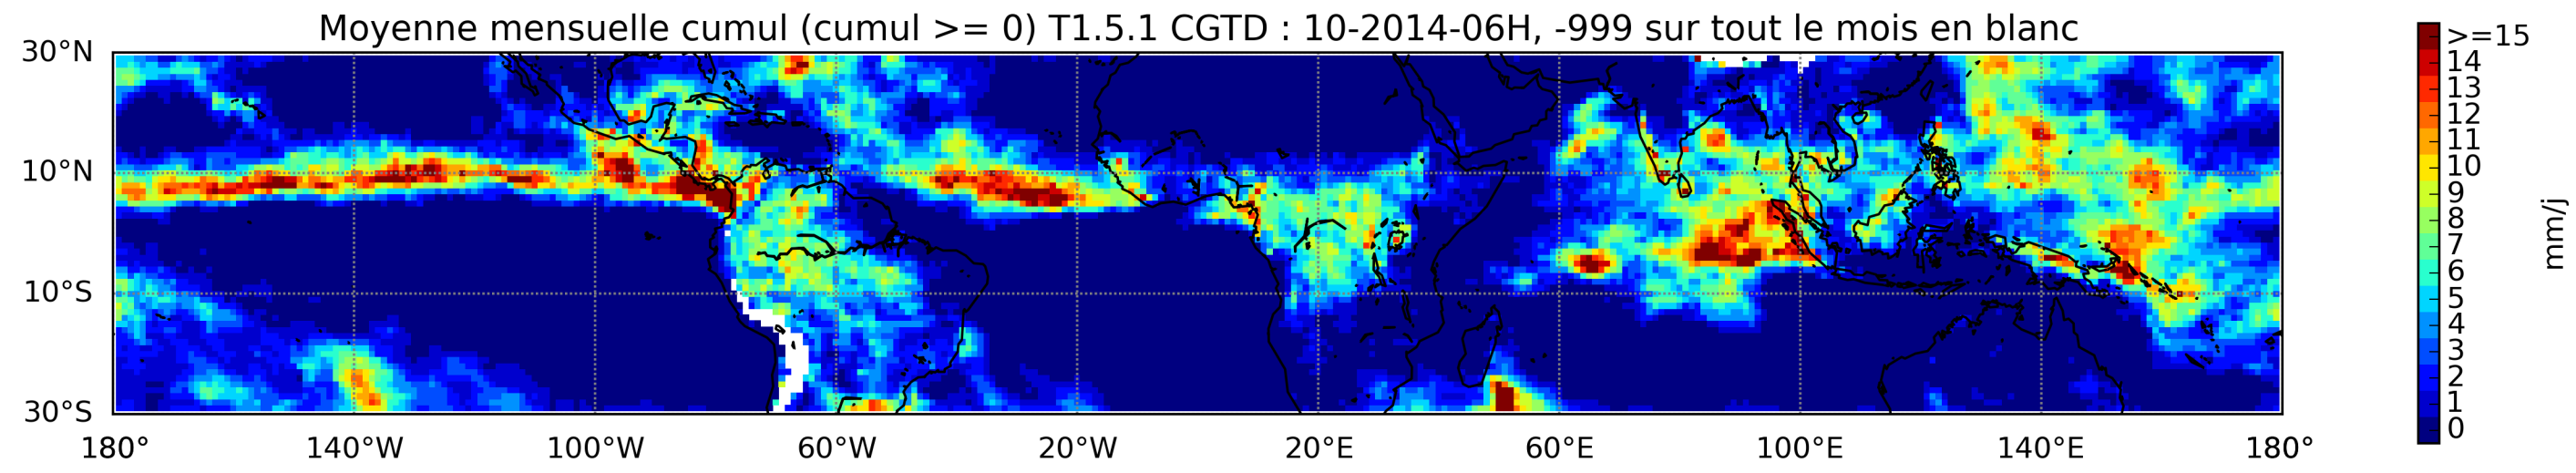 Moyenne mensuelle cumul (cumul >= 0) T1.5.1 CGTD : 10-2014-06H, -999 sur tout le mois en blanc
30°N
10°N
10°S
30°S
180°
140°W
100°W
60°W
20°W
20°E
60°E
100°E
140°E
180°
>=15
14
13
12
11
10
9
8
7
6
5
4
3
2
1
0
mm/j